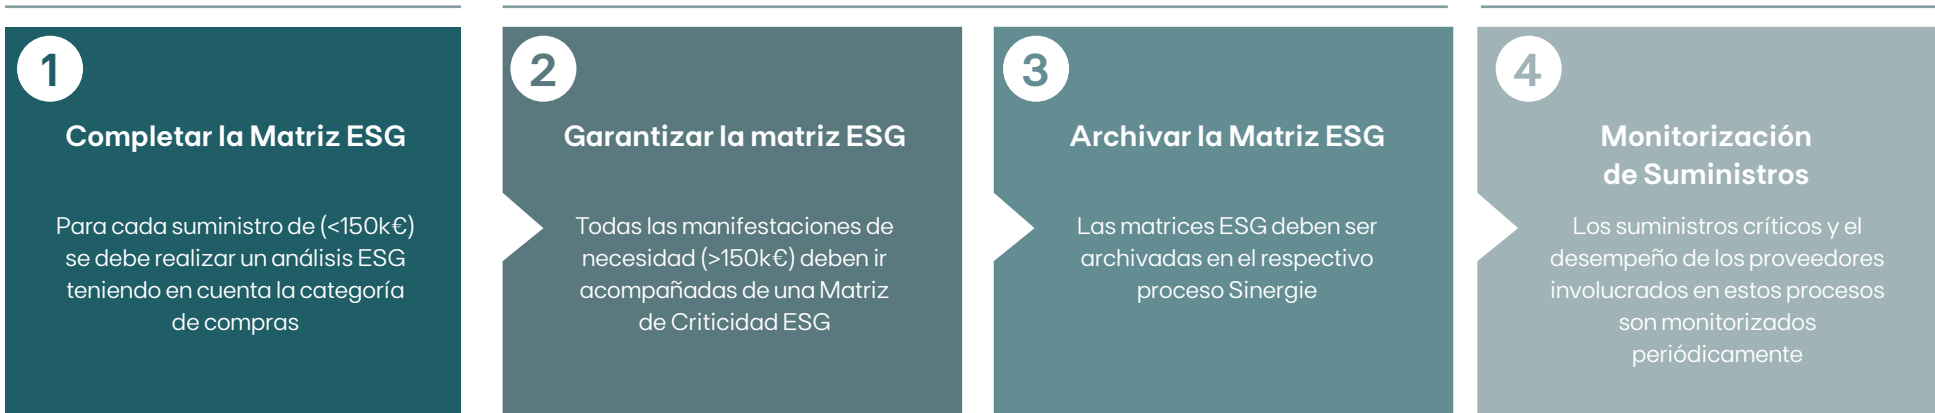 1
Completar la Matriz ESG
Para cada suministro de (<150k€)
se debe realizar un análisis ESG
teniendo en cuenta la categoría
de compras
2
Garantizar la matriz ESG
Todas las manifestaciones de
necesidad (>150k€) deben ir
acompañadas de una Matriz
de Criticidad ESG
3
Archivar la Matriz ESG
Las matrices ESG deben ser
archivadas en el respectivo
proceso Sinergie
4
Monitorización
de Suministros
Los suministros críticos y el
desempeño de los proveedores
involucrados en estos procesos
son monitorizados
periódicamente